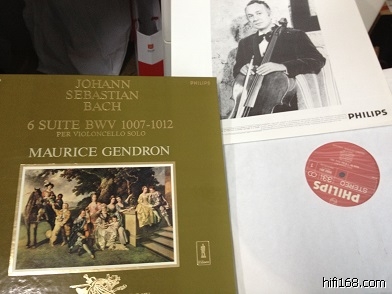 JOHANN
SEBASTIAN
BACH
PHILIPS
6 SUITE BWV 1007-1012
PER VIOLONCELLO SOLO
MAURICE GENDRON
PHILIPS
PHILIPS
STEREO 33
hifi168.com